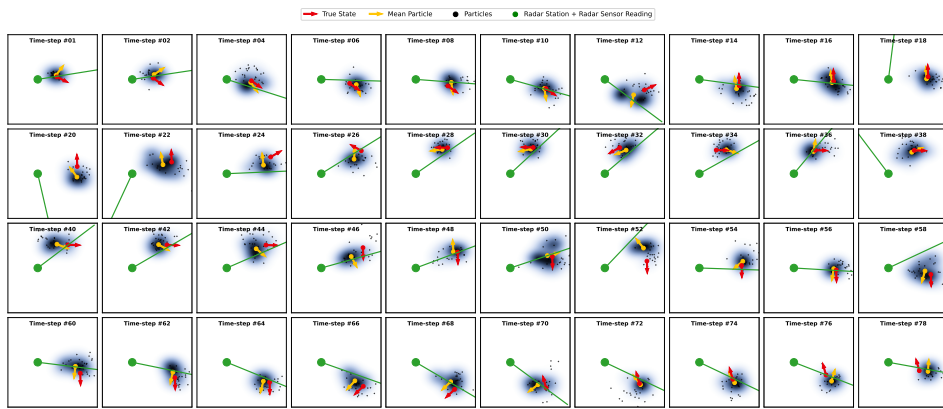 True State Mean Particle Particles Radar Station + Radar Sensor Reading
Time-step #01 Time-step #02 Time-step #04 Time-step #06 Time-step #08 Time-step #10 Time-step #12 Time-step #14 Time-step #16 Time-step #18
Time-step #20 Time-step #22 Time-step #24 Time-step #26 Time-step #28 Time-step #30 Time-step #32 Time-step #34 Time-step #36 Time-step #38
Time-step #40 Time-step #42 Time-step #44 Time-step #46 Time-step #48 Time-step #50 Time-step #52 Time-step #54 Time-step #56 Time-step #58
Time-step #60 Time-step #62 Time-step #64 Time-step #66 Time-step #68 Time-step #70 Time-step #72 Time-step #74 Time-step #76 Time-step #78